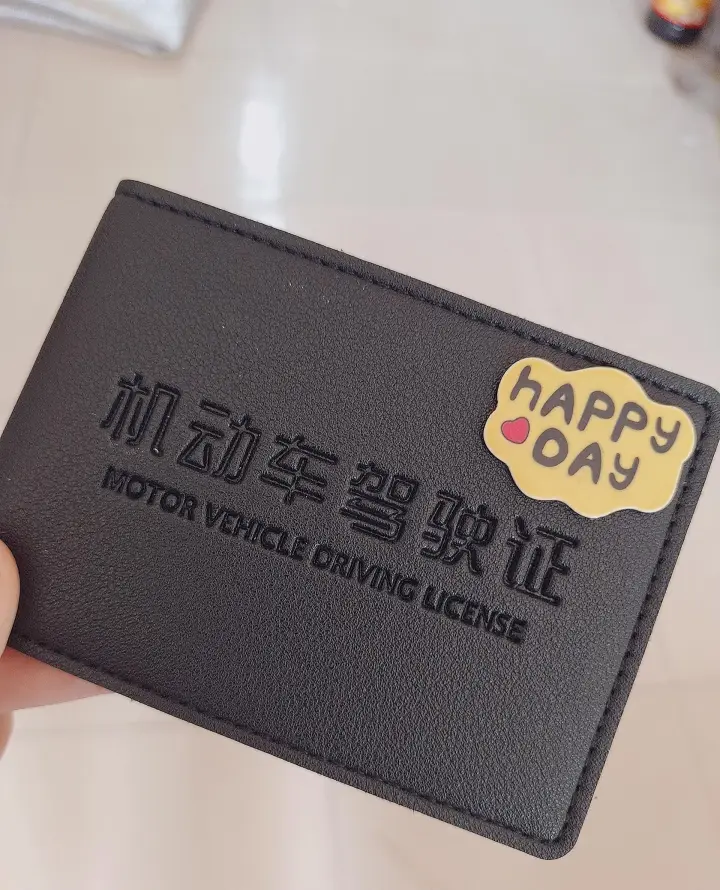 hAPPY
DAY
机动车驾驶证
MOTOR VEHICLE DRIVING LICENSE